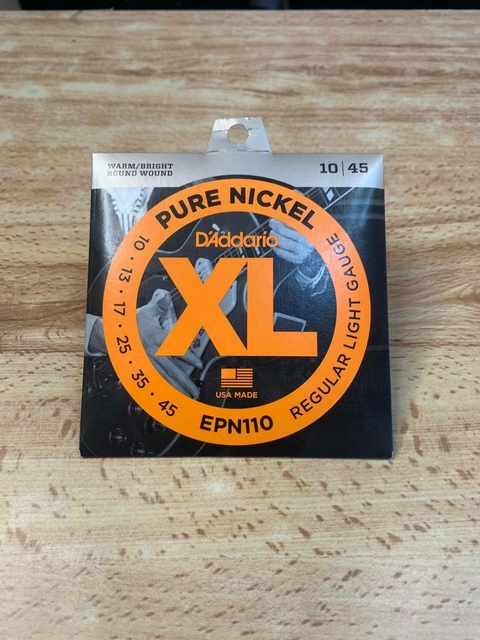 WARM/BRIGHT
ROUND WOUND
10 | 45
PURE NICKEL
D'Addario
XL
USA MADE
10 • 13 • 17 • 25 • 35 • 45
EPN110
REGULAR LIGHT GAUGE